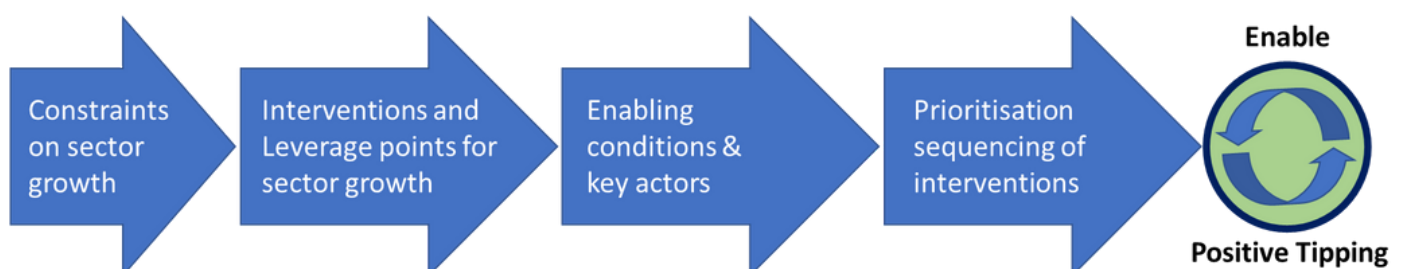 Constraints
on sector
growth
Interventions and
Leverage points for
sector growth
Enabling
conditions &
key actors
Prioritisation
sequencing of
interventions
Enable
Positive Tipping